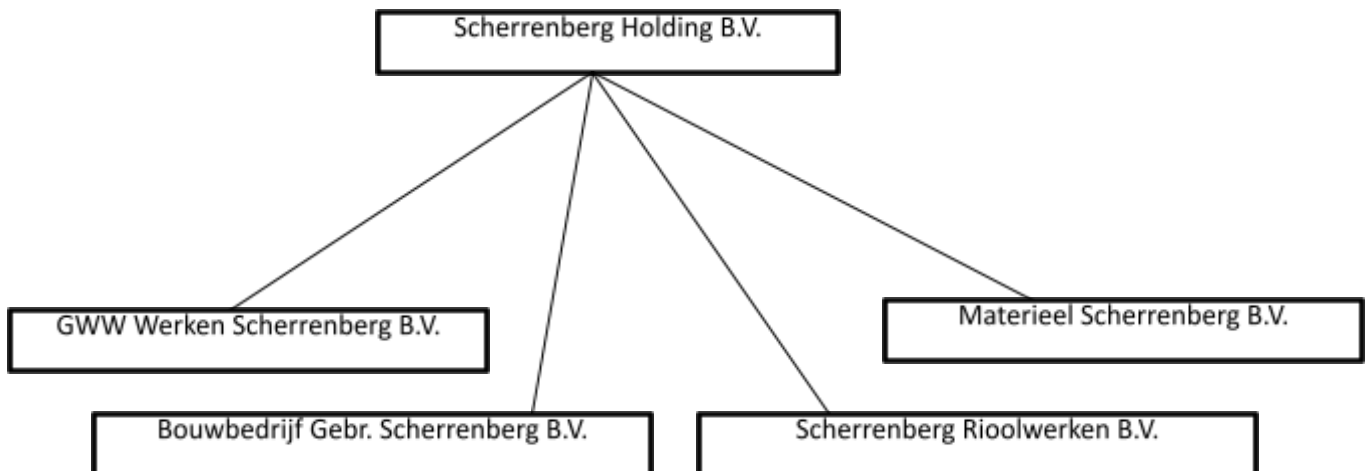 Scherrenberg Holding B.V.
GWW Werken Scherrenberg B.V.
Materieel Scherrenberg B.V.
Bouwbedrijf Gebr. Scherrenberg B.V.
Scherrenberg Rioolwerken B.V.